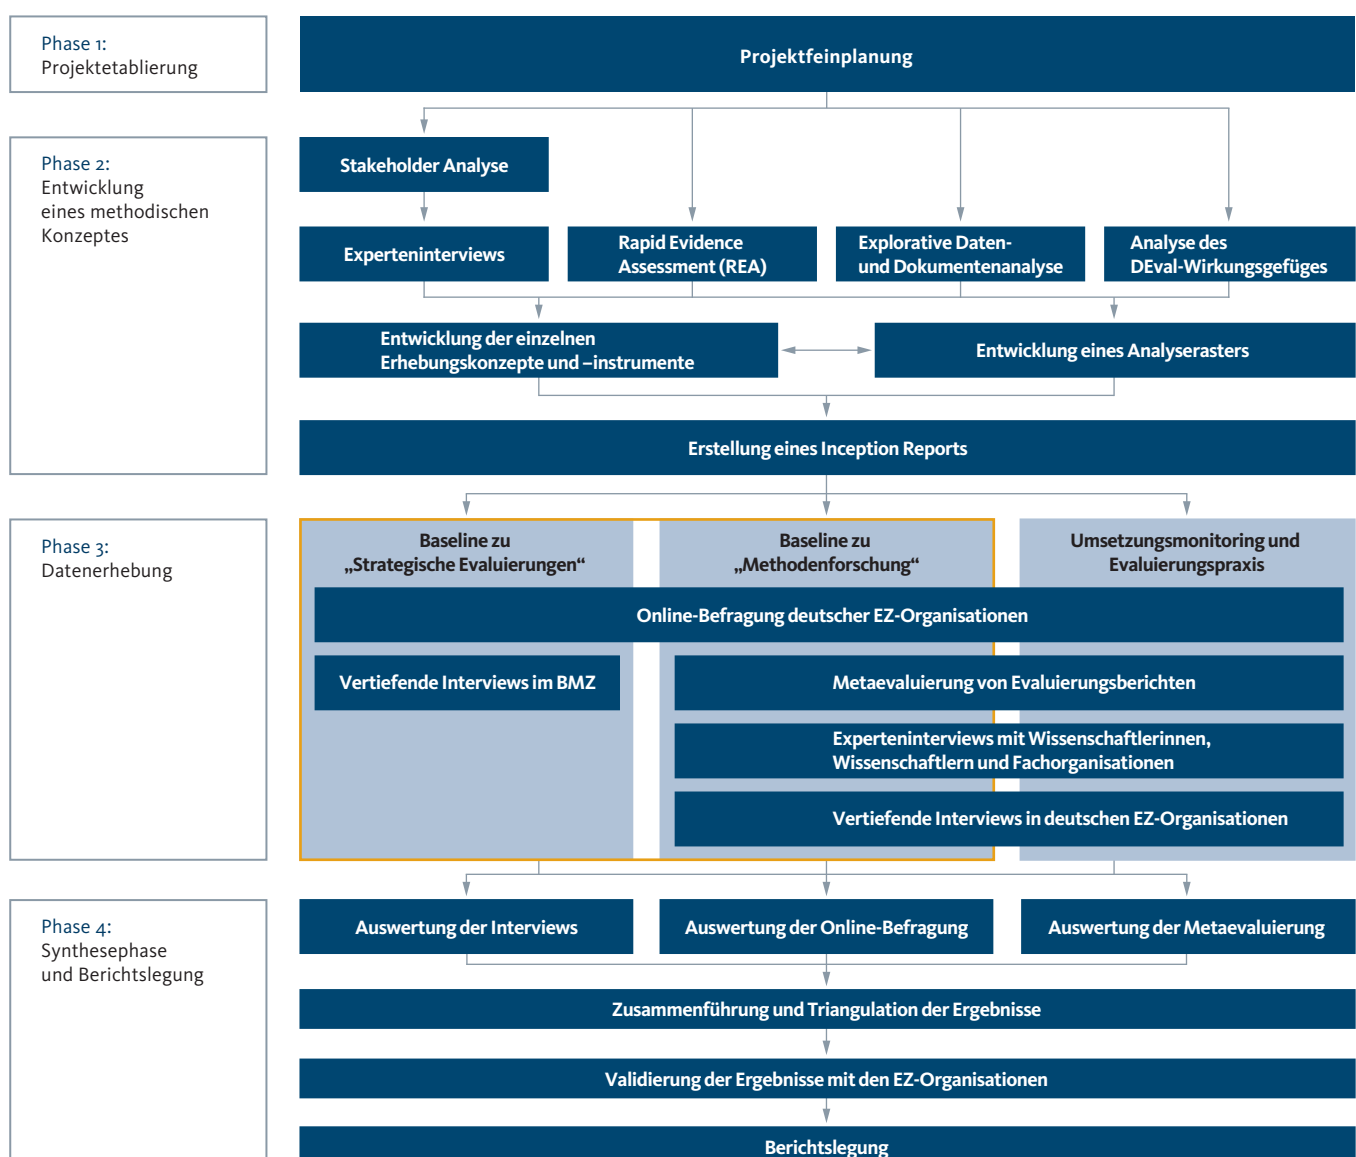 Phase 1:
Projektetablierung
Projektfeinplanung
Phase 2:
Entwicklung
eines methodischen
Konzeptes
Stakeholder Analyse
Experteninterviews
Rapid Evidence
Assessment (REA)
Explorative Daten-
und Dokumentenanalyse
Analyse des
DEval-Wirkungsgefüges
Entwicklung der einzelnen
Erhebungskonzepte und –instrumente
Entwicklung eines Analyserasters
Erstellung eines Inception Reports
Phase 3:
Datenerhebung
Baseline zu
„Strategische Evaluierungen“
Baseline zu
„Methodenforschung“
Umsetzungsmonitoring und
Evaluierungspraxis
Online-Befragung deutscher EZ-Organisationen
Vertiefende Interviews im BMZ
Metaevaluierung von Evaluierungsberichten
Experteninterviews mit Wissenschaftlerinnen,
Wissenschaftlern und Fachorganisationen
Vertiefende Interviews in deutschen EZ-Organisationen
Phase 4:
Synthesephase
und Berichtslegung
Auswertung der Interviews
Auswertung der Online-Befragung
Auswertung der Metaevaluierung
Zusammenführung und Triangulation der Ergebnisse
Validierung der Ergebnisse mit den EZ-Organisationen
Berichtslegung